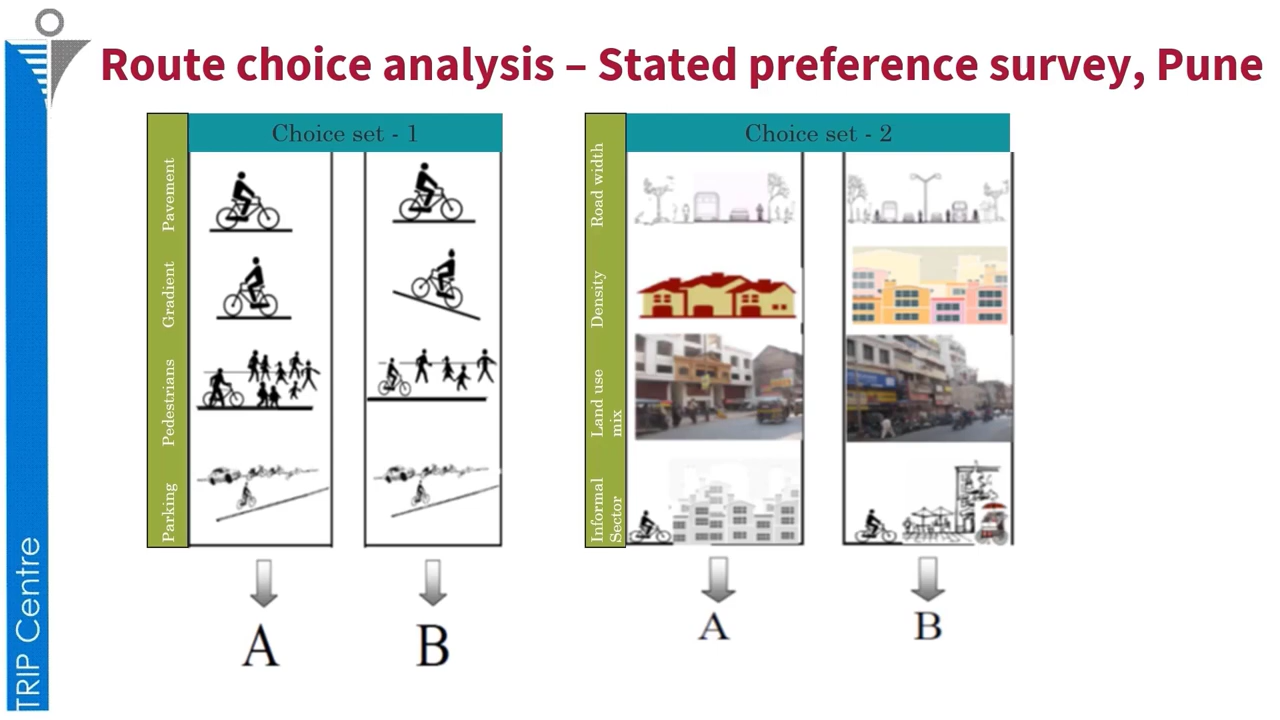 Route choice analysis – Stated preference survey, Pune
Choice set - 1
Pavement
Gradient
Pedestrians
Parking
A
B
Choice set - 2
Road width
Density
Land use
mix
Informal
Sector
A
B
TRIP Centre